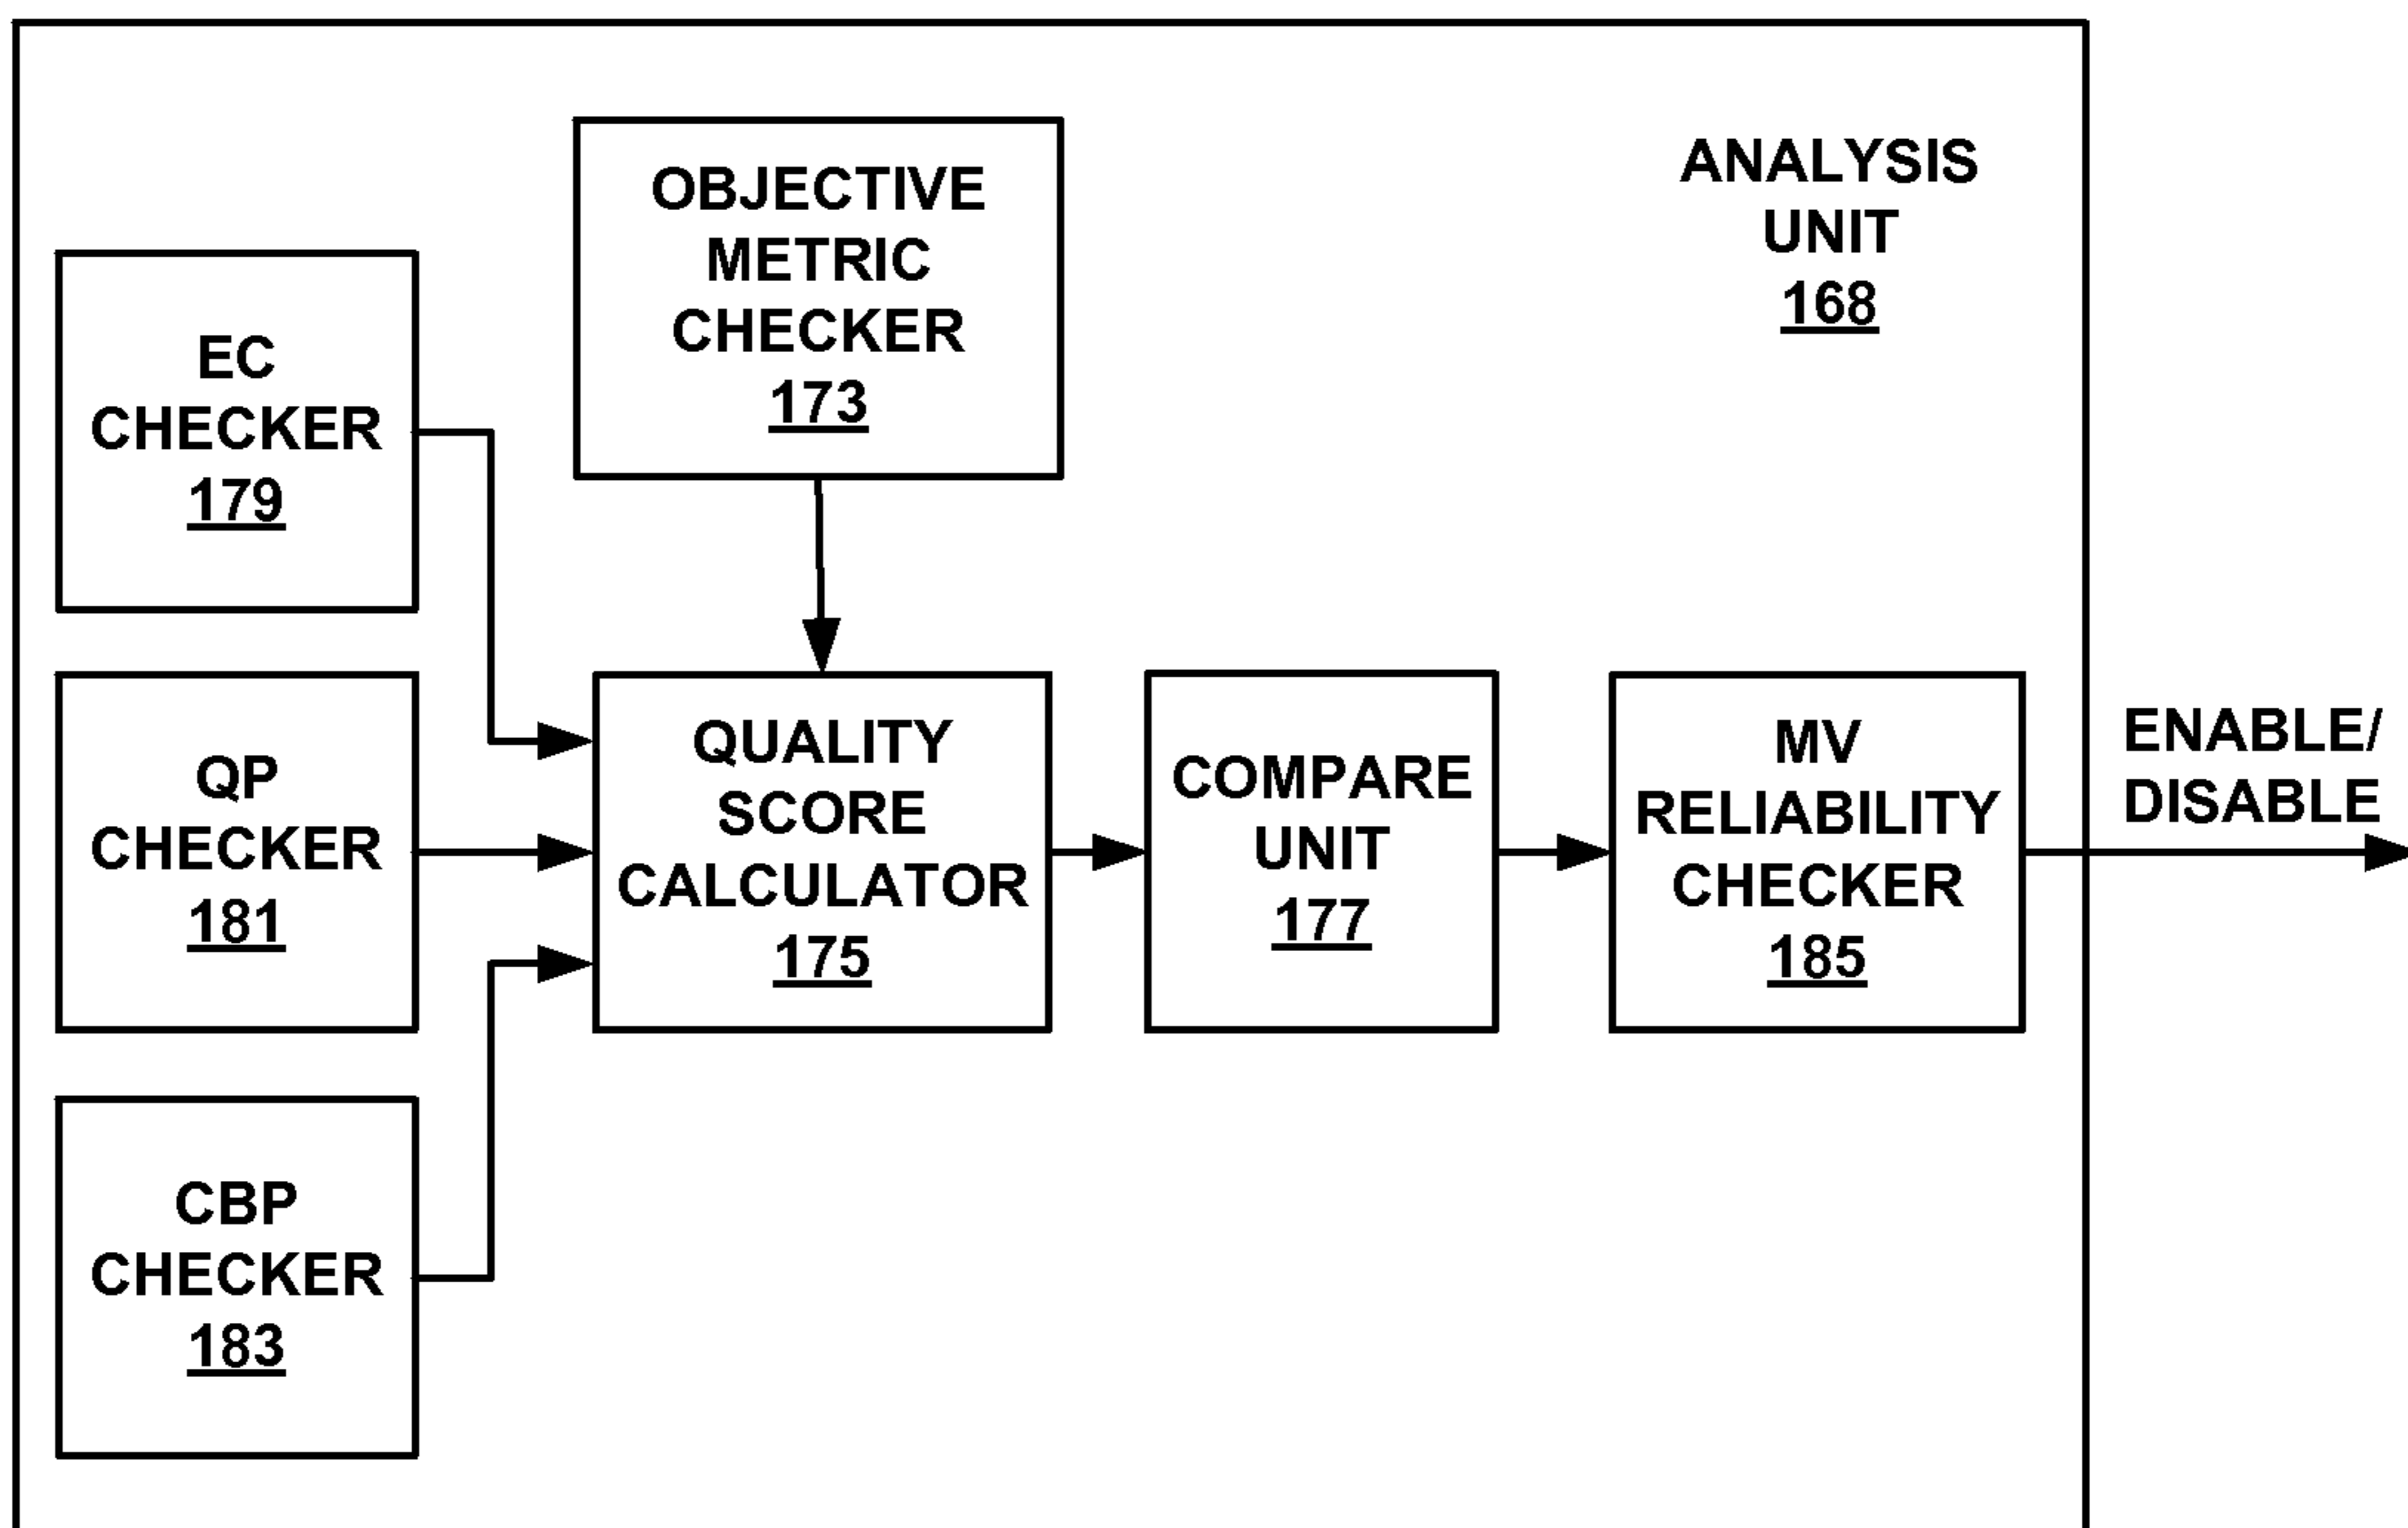 OBJECTIVE
METRIC
CHECKER
173
ANALYSIS
UNIT
168
EC
CHECKER
179
QP
CHECKER
181
CBP
CHECKER
183
QUALITY
SCORE
CALCULATOR
175
COMPARE
UNIT
177
MV
RELIABILITY
CHECKER
185
ENABLE/
DISABLE